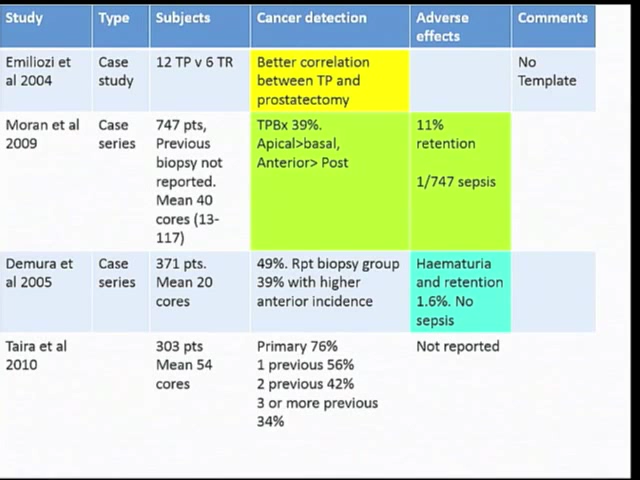 Study Type Subjects Cancer detection Adverse effects Comments
Emiliozi et al 2004 Case study 12 TP v 6 TR Better correlation between TP and prostatectomy No Template
Moran et al 2009 Case series 747 pts, Previous biopsy not reported. Mean 40 cores (13-117) TPBx 39%. Apical>basal, Anterior> Post 11% retention 1/747 sepsis
Demura et al 2005 Case series 371 pts. Mean 20 cores 49%. Rpt biopsy group 39% with higher anterior incidence Haematuria and retention 1.6%. No sepsis
Taira et al 2010 303 pts Mean 54 cores Primary 76% 1 previous 56% 2 previous 42% 3 or more previous 34% Not reported